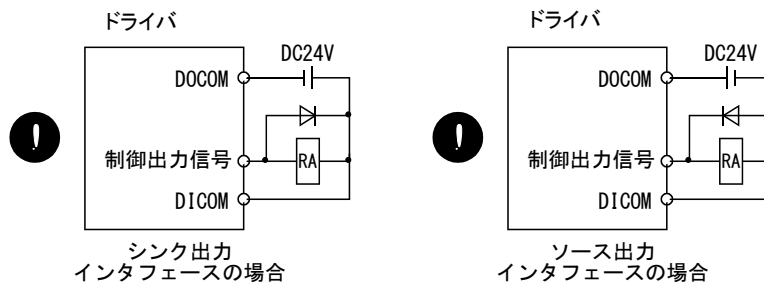 ドライバ
DC24V
DOCOM
制御出力信号
RA
DICOM
シンク出力
インタフェースの場合
ドライバ
DC24V
DOCOM
制御出力信号
RA
DICOM
ソース出力
インタフェースの場合